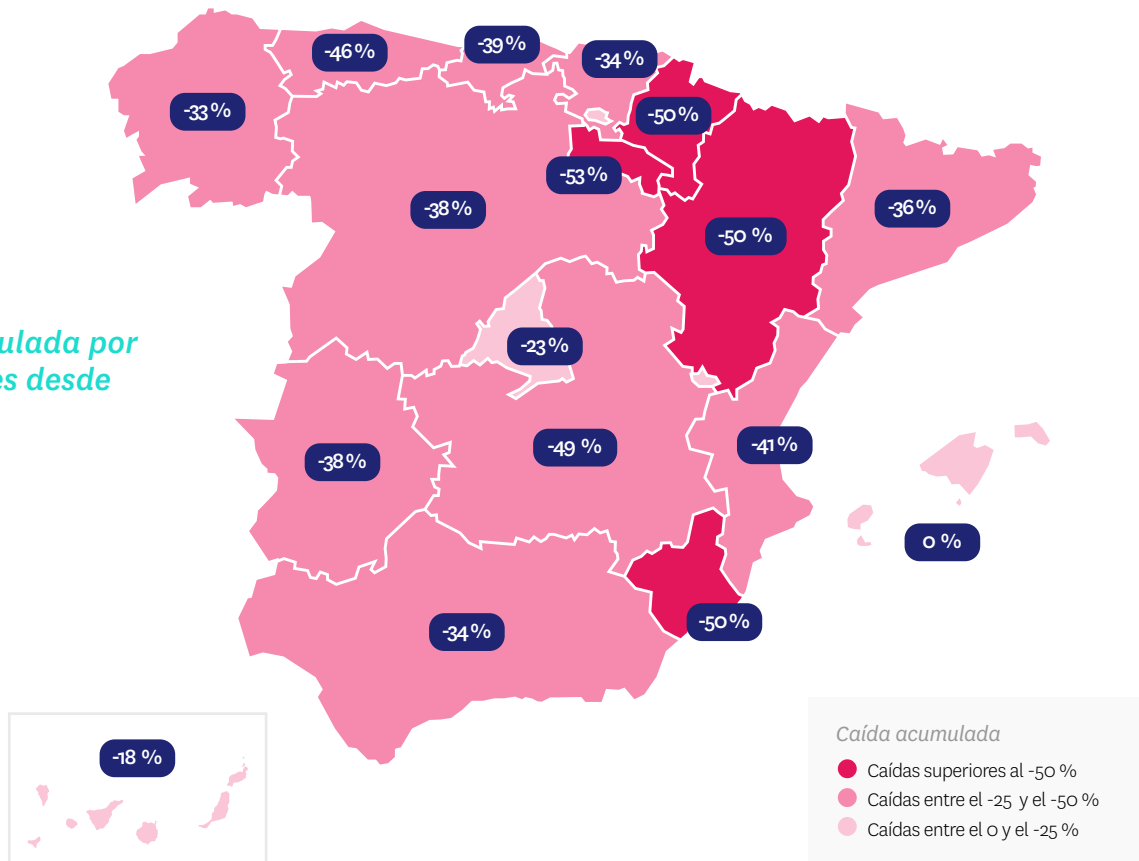 -46 %
-39 %
-34 %
-33 %
-50 %
-53 %
-38 %
-36 %
-50 %
ulada por
es desde
-23 %
-38 %
-49 %
-41 %
0 %
-50 %
-34 %
-18 %
Caída acumulada
Caídas superiores al -50 %
Caídas entre el -25 y el -50 %
Caídas entre el 0 y el -25 %